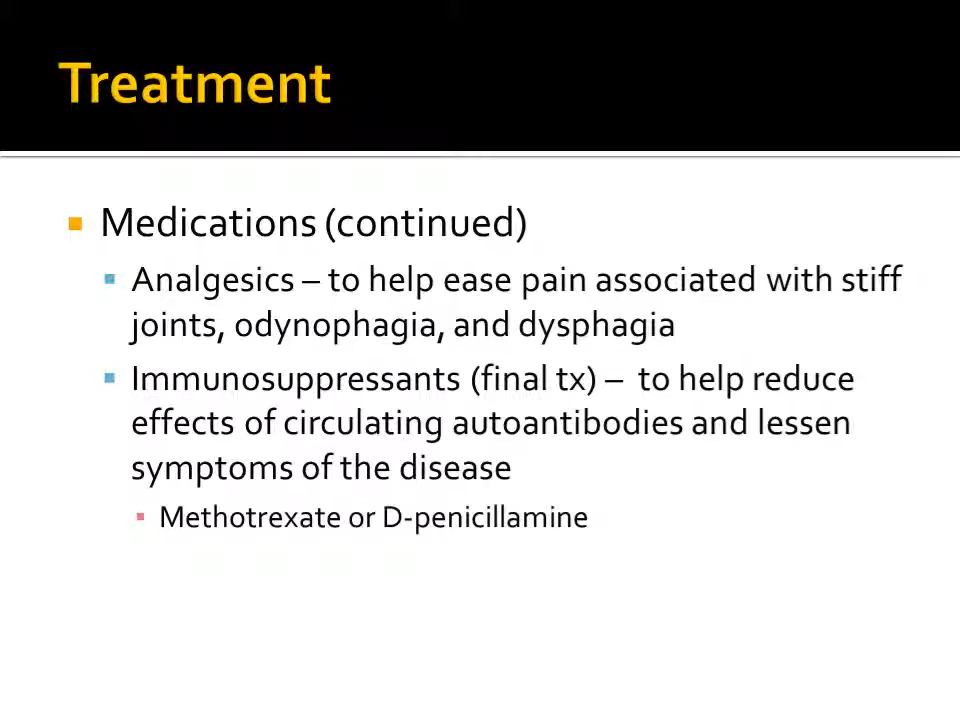 Treatment
Medications (continued)
Analgesics – to help ease pain associated with stiff
joints, odynophagia, and dysphagia
Immunosuppressants (final tx) –  to help reduce
effects of circulating autoantibodies and lessen
symptoms of the disease
Methotrexate or D-penicillamine